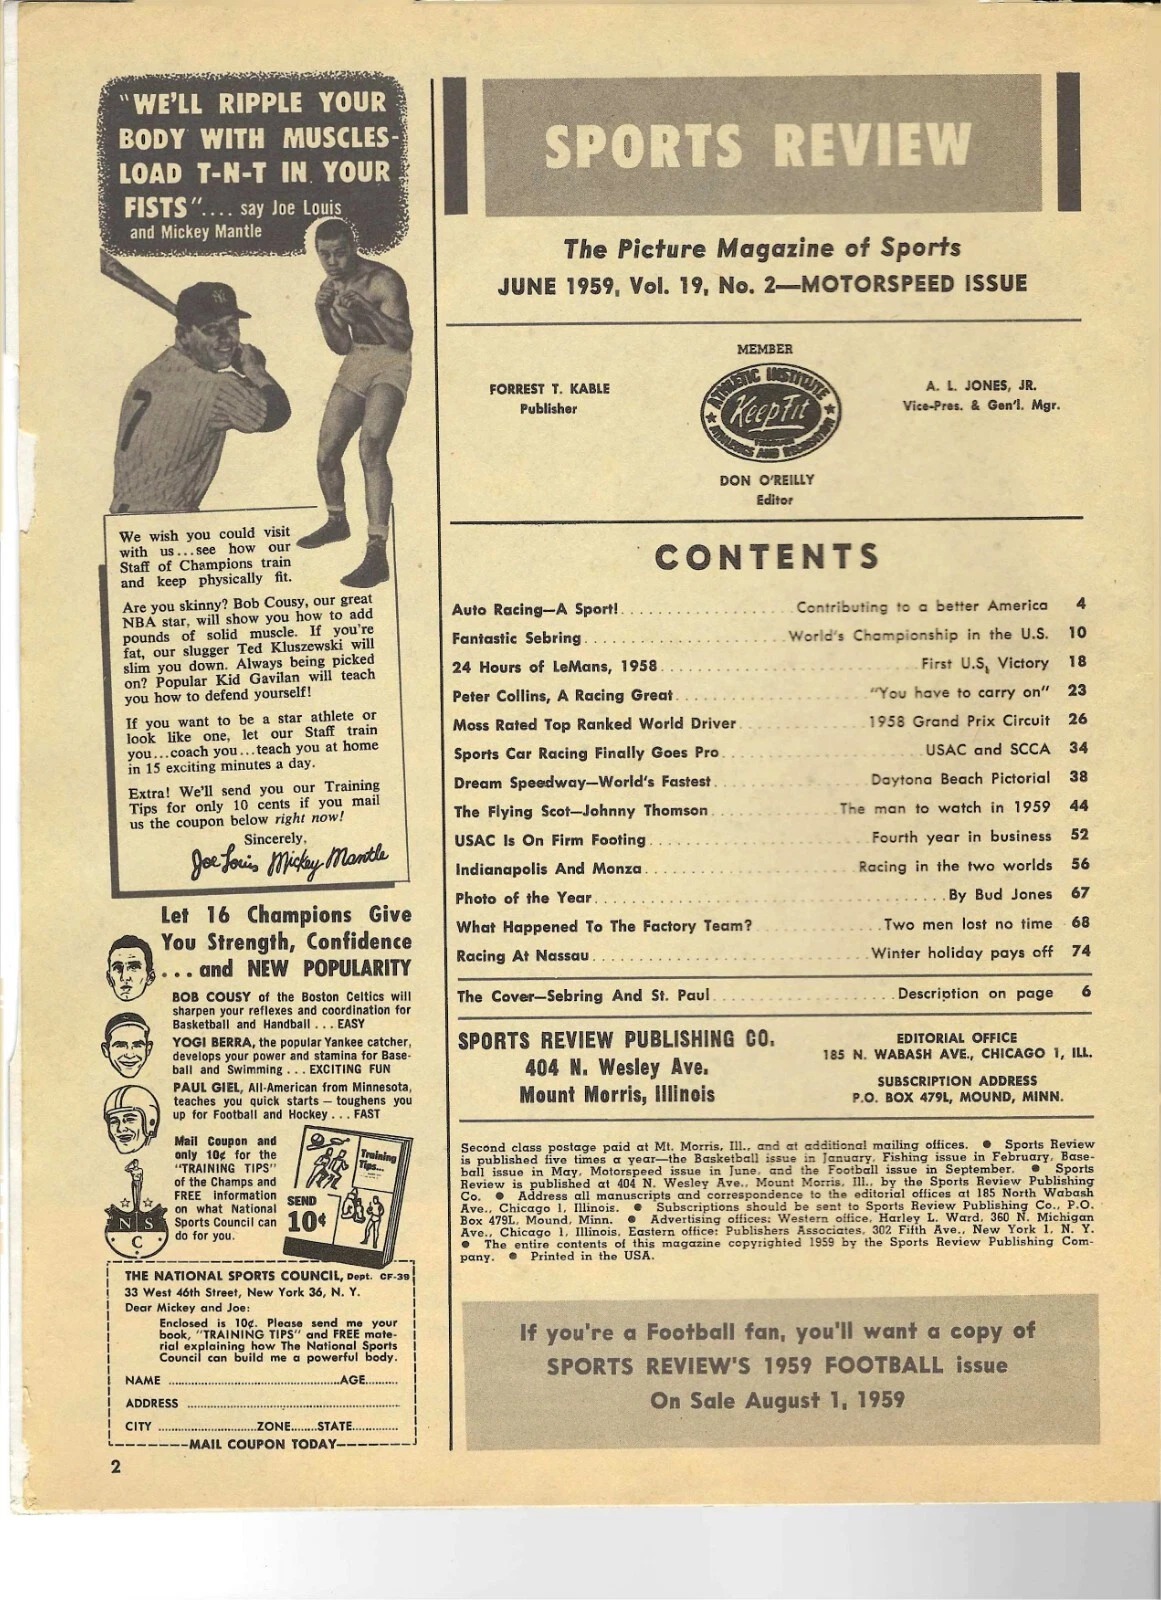 "WE'LL RIPPLE YOUR
BODY WITH MUSCLES-
LOAD T-N-T IN YOUR
FISTS".... say Joe Louis
and Mickey Mantle
7
We wish you could visit
with us...see how our
Staff of Champions train
and keep physically fit.
Are you skinny? Bob Cousy, our great
NBA star, will show you how to add
pounds of solid muscle. If you're
fat, our slugger Ted Kluszewski will
slim you down. Always being picked
on? Popular Kid Gavilan will teach
you how to defend yourself!
If you want to be a star athlete or
look like one, let our Staff train
you...coach you...teach you at home
in 15 exciting minutes a day.
Extra! We'll send you our Training
Tips for only 10 cents if you mail
us the coupon below right now!
Sincerely,
Joe Louis Mickey Mantle
Let 16 Champions Give
You Strength, Confidence
...and NEW POPULARITY
BOB COUSY of the Boston Celtics will
sharpen your reflexes and coordination for
Basketball and Handball . . . EASY
YOGI BERRA, the popular Yankee catcher,
develops your power and stamina for Base-
ball and Swimming . . . EXCITING FUN
PAUL GIEL, All-American from Minnesota,
teaches you quick starts – toughens you
up for Football and Hockey . . . FAST
Mail Coupon and
only 10¢ for the
"TRAINING TIPS"
of the Champs and
FREE information
on what National
Sports Council can
do for you.
NSC
Training
Tips...
SEND
10¢
THE NATIONAL SPORTS COUNCIL, Dept. CF-39
33 West 46th Street, New York 36, N. Y.
Dear Mickey and Joe:
Enclosed is 10¢. Please send me your
book, "TRAINING TIPS" and FREE mate-
rial explaining how The National Sports
Council can build me a powerful body.
NAME ........................AGE.........
ADDRESS ........................
CITY ........................ZONE.......STATE............
MAIL COUPON TODAY
2
SPORTS REVIEW
The Picture Magazine of Sports
JUNE 1959, Vol. 19, No. 2—MOTORSPEED ISSUE
MEMBER
FORREST T. KABLE
Publisher
ATHLETIC INSTITUTE
Keep Fit
THROUGH
ATHLETICS AND RECREATION
A. L. JONES, JR.
Vice-Pres. & Gen'l. Mgr.
DON O'REILLY
Editor
CONTENTS
Auto Racing—A Sport!....................Contributing to a better America 4
Fantastic Sebring....................World's Championship in the U.S. 10
24 Hours of LeMans, 1958....................First U.S. Victory 18
Peter Collins, A Racing Great...................."You have to carry on" 23
Moss Rated Top Ranked World Driver....................1958 Grand Prix Circuit 26
Sports Car Racing Finally Goes Pro....................USAC and SCCA 34
Dream Speedway—World's Fastest....................Daytona Beach Pictorial 38
The Flying Scot—Johnny Thomson....................The man to watch in 1959 44
USAC Is On Firm Footing....................Fourth year in business 52
Indianapolis And Monza....................Racing in the two worlds 56
Photo of the Year....................By Bud Jones 67
What Happened To The Factory Team?....................Two men lost no time 68
Racing At Nassau....................Winter holiday pays off 74
The Cover—Sebring And St. Paul....................Description on page 6
SPORTS REVIEW PUBLISHING CO.
404 N. Wesley Ave.
Mount Morris, Illinois
EDITORIAL OFFICE
185 N. WABASH AVE., CHICAGO 1, ILL.
SUBSCRIPTION ADDRESS
P.O. BOX 479L, MOUND, MINN.
Second class postage paid at Mt. Morris, Ill., and at additional mailing offices. ● Sports Review
is published five times a year—the Basketball issue in January, Fishing issue in February, Base-
ball issue in May, Motorspeed issue in June, and the Football issue in September. ● Sports
Review is published at 404 N. Wesley Ave., Mount Morris, Ill., by the Sports Review Publishing
Co. ● Address all manuscripts and correspondence to the editorial offices at 185 North Wabash
Ave., Chicago 1, Illinois. ● Subscriptions should be sent to Sports Review Publishing Co., P.O.
Box 479L, Mound, Minn. ● Advertising offices: Western office, Harley L. Ward, 360 N. Michigan
Ave., Chicago 1, Illinois, Eastern office: Publishers Associates, 302 Fifth Ave., New York 1, N. Y.
● The entire contents of this magazine copyrighted 1959 by the Sports Review Publishing Com-
pany. ● Printed in the USA.
If you're a Football fan, you'll want a copy of
SPORTS REVIEW'S 1959 FOOTBALL issue
On Sale August 1, 1959